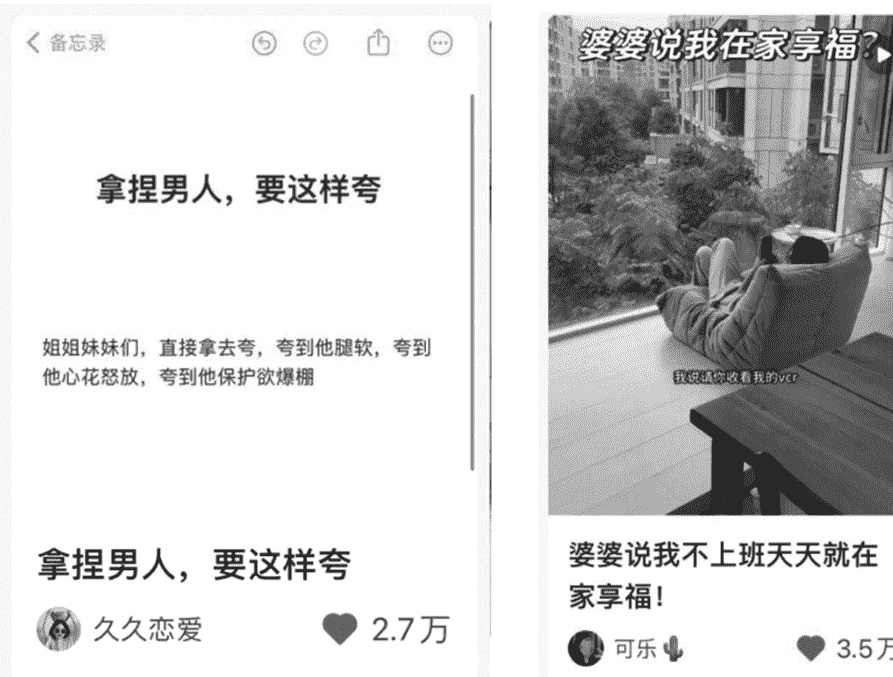 备忘录
拿捏男人，要这样夸
姐姐妹妹们，直接拿去夸，夸到他腿软，夸到
他心花怒放，夸到他保护欲爆棚
拿捏男人，要这样夸
久久恋爱
2.7万
婆婆说我在家享福?
我说请你收看我的vcr
婆婆说我不上班天天就在
家享福！
可乐🌵
3.5万